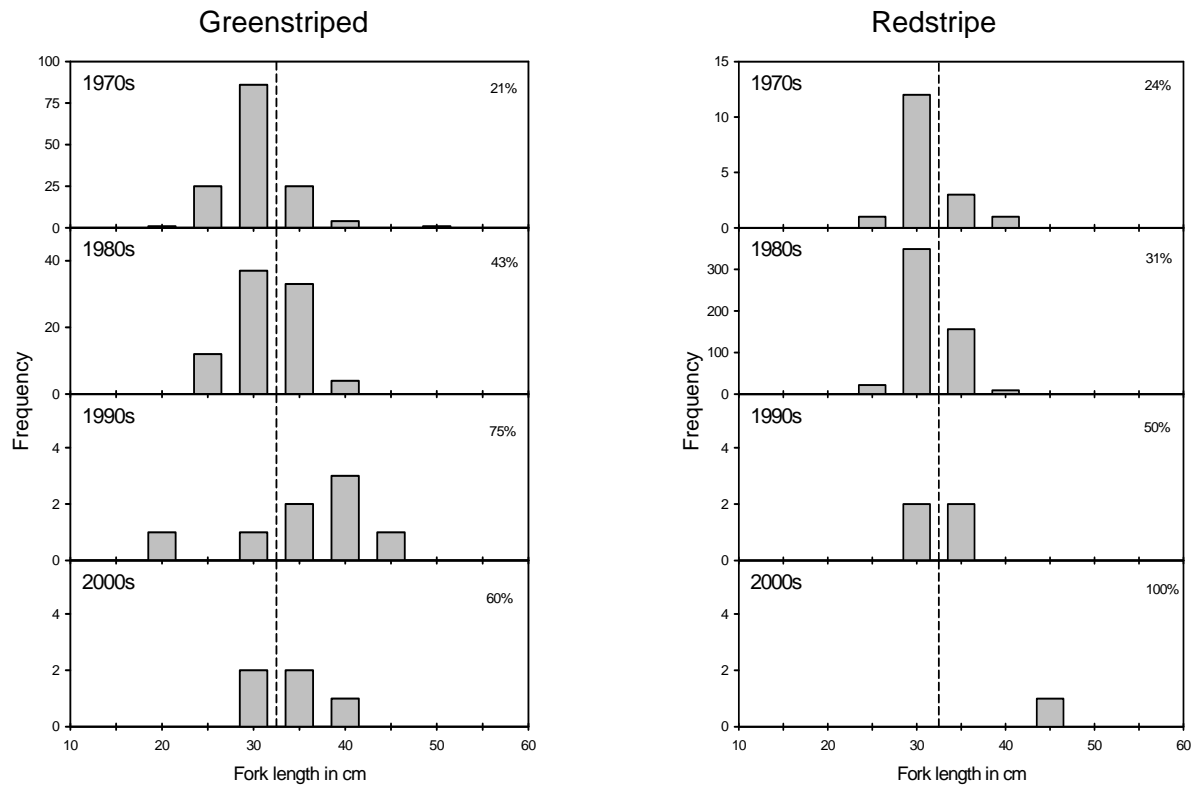 Greenstriped
Frequency
100
75
50
25
0
1970s
21%
40
20
0
1980s
43%
4
2
0
1990s
75%
4
2
0
2000s
60%
10 20 30 40 50 60
Fork length in cm
Redstripe
Frequency
15
10
5
0
1970s
24%
300
200
100
0
1980s
31%
4
2
0
1990s
50%
4
2
0
2000s
100%
10 20 30 40 50 60
Fork length in cm